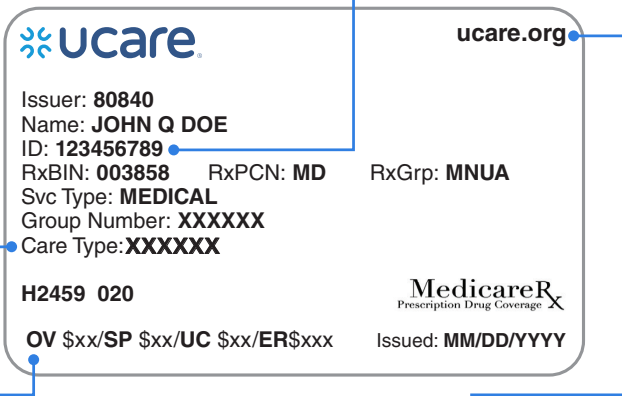 ucare®
ucare.org
Issuer: 80840
Name: JOHN Q DOE
ID: 123456789
RxBIN: 003858 RxPCN: MD RxGrp: MNUA
Svc Type: MEDICAL
Group Number: XXXXXX
Care Type:XXXXXX
H2459 020
MedicareRx
Prescription Drug Coverage
OV $xx/SP $xx/UC $xx/ER$xxx
Issued: MM/DD/YYYY